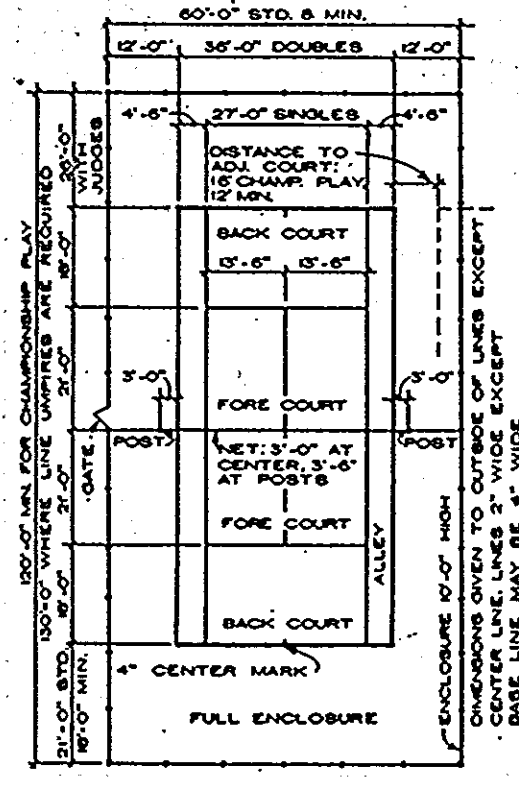 60'-0" STD. & MIN.
12'-0"
36'-0" DOUBLES
12'-0"
4'-6"
27'-0" SINGLES
4'-6"
DISTANCE TO
ADJ. COURT:
16' CHAMP. PLAY,
12' MIN.
BACK COURT
13'-6"
13'-6"
3'-0"
FORE COURT
3'-0"
POST
POST
NET: 3'-0" AT
CENTER, 3'-6"
AT POSTS
FORE COURT
ALLEY
BACK COURT
4" CENTER MARK
FULL ENCLOSURE
GATE
120'-0" MIN. FOR CHAMPIONSHIP PLAY
130'-0" WHERE LINE UMPIRES ARE REQUIRED
WITH
JUDGES
18'-0"
21'-0"
21'-0"
18'-0"
21'-0" STD.
18'-0" MIN.
ENCLOSURE 10'-0" HIGH
DIMENSIONS GIVEN TO OUTSIDE OF LINES EXCEPT
CENTER LINE. LINES 2" WIDE EXCEPT
BASE LINE MAY BE 4" WIDE